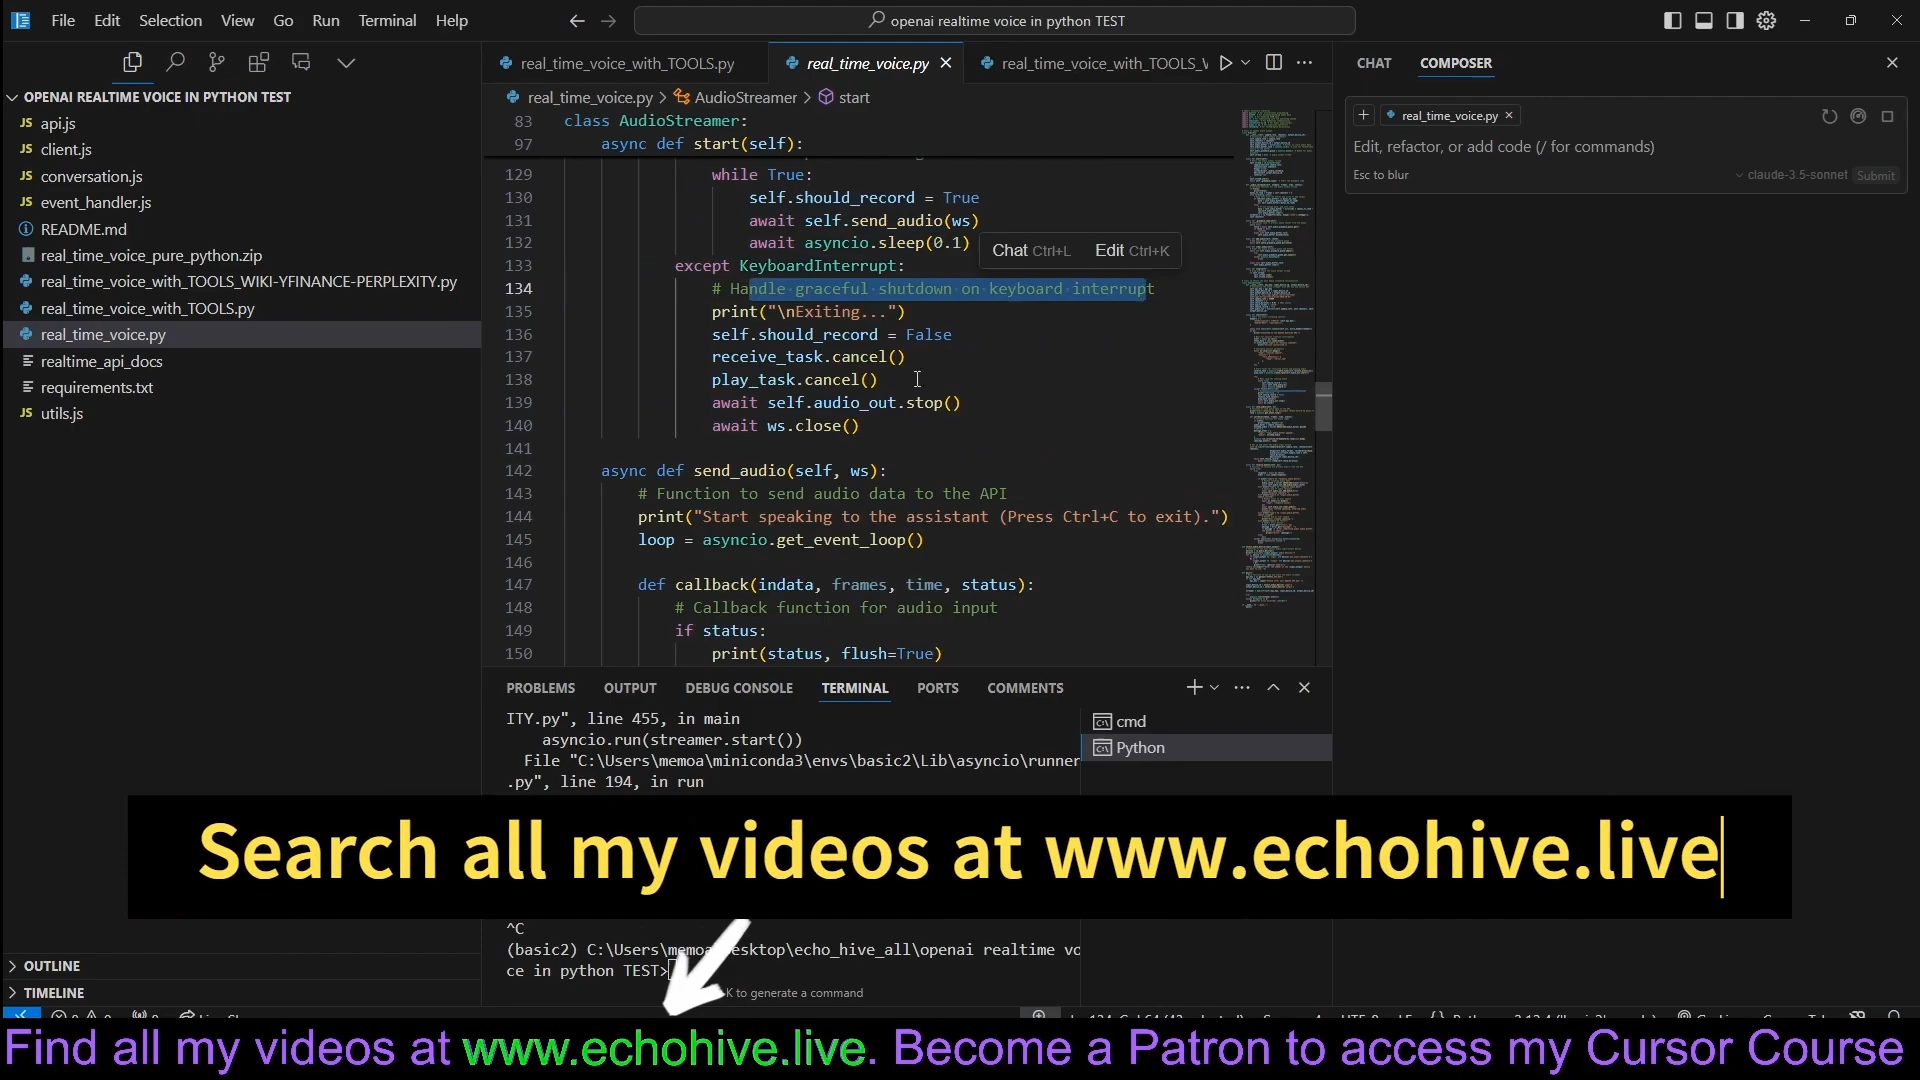 File Edit Selection View Go Run Terminal Help
openai realtime voice in python TEST
OPENAI REALTIME VOICE IN PYTHON TEST
JS api.js
JS client.js
JS conversation.js
JS event_handler.js
README.md
real_time_voice_pure_python.zip
real_time_voice_with_TOOLS_WIKI-YFINANCE-PERPLEXITY.py
real_time_voice_with_TOOLS.py
real_time_voice.py
realtime_api_docs
requirements.txt
JS utils.js
OUTLINE
TIMELINE
real_time_voice_with_TOOLS.py
real_time_voice.py
real_time_voice_with_TOOLS_
real_time_voice.py > AudioStreamer > start
83 class AudioStreamer:
97 async def start(self):
129 while True:
130 self.should_record = True
131 await self.send_audio(ws)
132 await asyncio.sleep(0.1)
Chat Ctrl+L Edit Ctrl+K
133 except KeyboardInterrupt:
134 # Handle graceful shutdown on keyboard interrupt
135 print("\nExiting...")
136 self.should_record = False
137 receive_task.cancel()
138 play_task.cancel()
139 await self.audio_out.stop()
140 await ws.close()
141
142 async def send_audio(self, ws):
143 # Function to send audio data to the API
144 print("Start speaking to the assistant (Press Ctrl+C to exit).")
145 loop = asyncio.get_event_loop()
146
147 def callback(indata, frames, time, status):
148 # Callback function for audio input
149 if status:
150 print(status, flush=True)
PROBLEMS OUTPUT DEBUG CONSOLE TERMINAL PORTS COMMENTS
ITY.py", line 455, in main
asyncio.run(streamer.start())
File "C:\Users\memoa\miniconda3\envs\basic2\Lib\asyncio\runner
.py", line 194, in run
cmd
Python
^C
(basic2) C:\Users\memoa esktop\echo_hive_all\openai realtime vo
ce in python TEST>
K to generate a command
CHAT COMPOSER
real_time_voice.py
Edit, refactor, or add code (/ for commands)
Esc to blur
claude-3.5-sonnet Submit
Search all my videos at www.echohive.live
Find all my videos at www.echohive.live. Become a Patron to access my Cursor Course